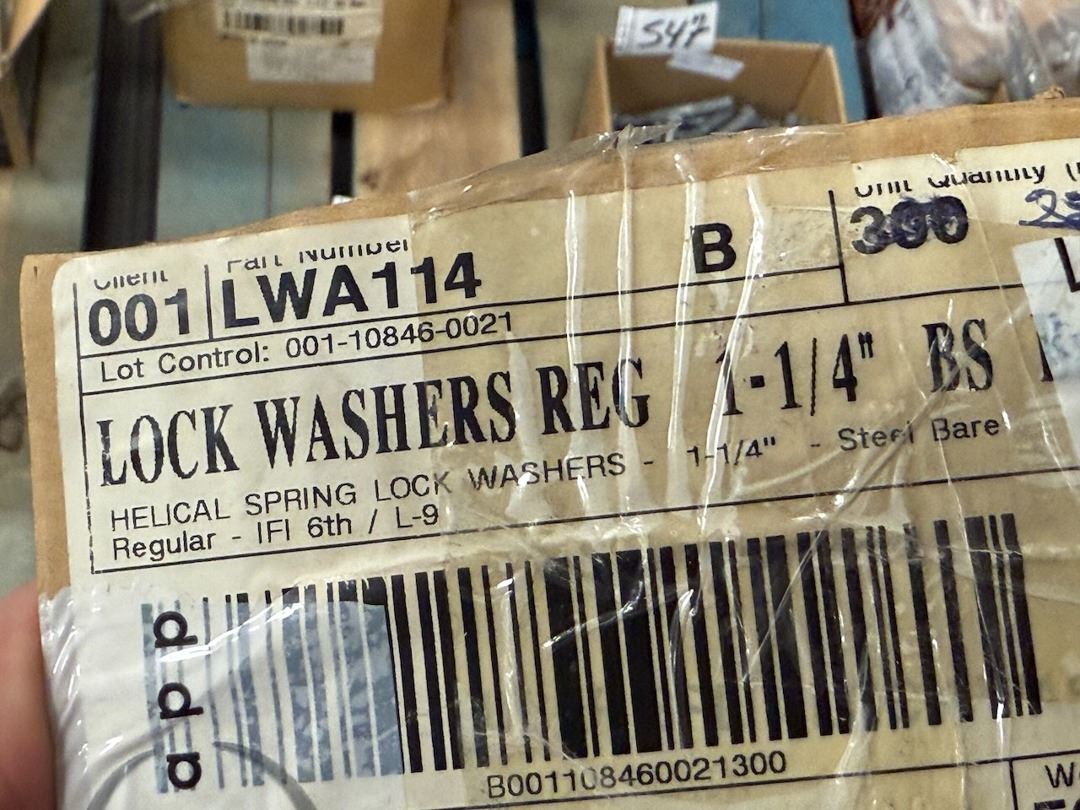 547
Client Part Number Unit Quantity
001 LWA114 B 300
Lot Control: 001-10846-0021
LOCK WASHERS REG 1-1/4" BS
HELICAL SPRING LOCK WASHERS - 1-1/4" - Steel Bare
Regular - IFI 6th / L-9
app
B001108460021300